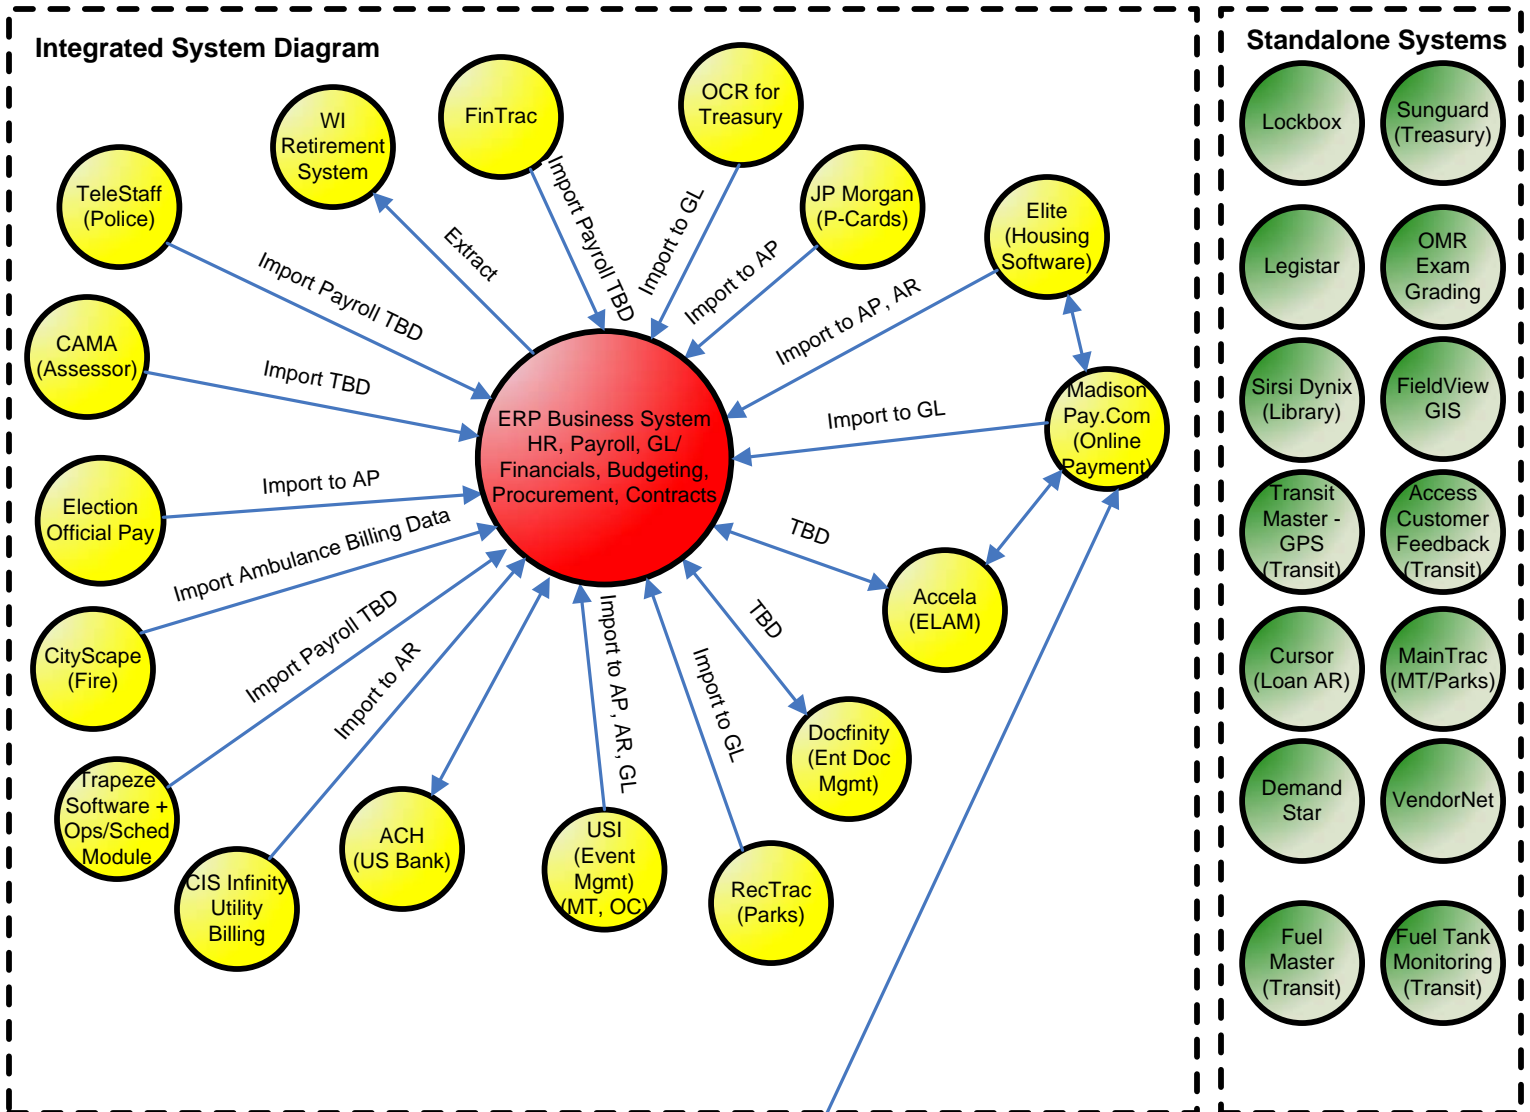 Integrated System Diagram
Standalone Systems
FinTrac
OCR for
Treasury
WI
Retirement
System
TeleStaff
(Police)
JP Morgan
(P-Cards)
Elite
(Housing
Software)
CAMA
(Assessor)
Madison
Pay.Com
(Online
Payment)
Election
Official Pay
ERP Business System
HR, Payroll, GL/
Financials, Budgeting,
Procurement, Contracts
CityScape
(Fire)
Accela
(ELAM)
Trapeze
Software +
Ops/Sched
Module
Docfinity
(Ent Doc
Mgmt)
CIS Infinity
Utility
Billing
ACH
(US Bank)
USI
(Event
Mgmt)
(MT, OC)
RecTrac
(Parks)
Extract
Import Payroll TBD
Import to GL
Import to AP
Import to AP, AR
Import Payroll TBD
Import TBD
Import to GL
Import to AP
Import Ambulance Billing Data
TBD
Import Payroll TBD
TBD
Import to AR
Import to AP, AR, GL
Import to GL
Lockbox
Sunguard
(Treasury)
Legistar
OMR
Exam
Grading
Sirsi Dynix
(Library)
FieldView
GIS
Transit
Master -
GPS
(Transit)
Access
Customer
Feedback
(Transit)
Cursor
(Loan AR)
MainTrac
(MT/Parks)
Demand
Star
VendorNet
Fuel
Master
(Transit)
Fuel Tank
Monitoring
(Transit)